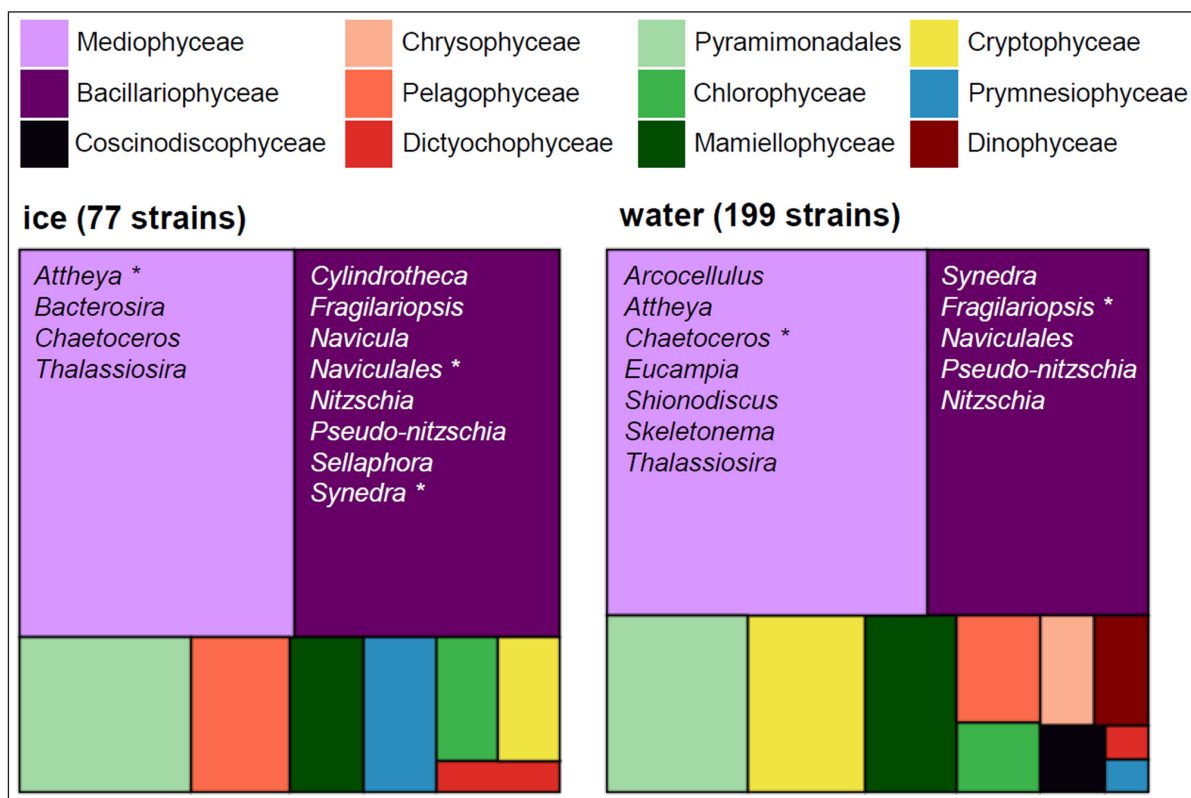 Mediophyceae
Chrysophyceae
Pyramimonadales
Cryptophyceae
Bacillariophyceae
Pelagophyceae
Chlorophyceae
Prymnesiophyceae
Coscinodiscophyceae
Dictyochophyceae
Mamiellophyceae
Dinophyceae
ice (77 strains)
Attheya *
Bacterosira
Chaetoceros
Thalassiosira
Cylindrotheca
Fragilariopsis
Navicula
Naviculales *
Nitzschia
Pseudo-nitzschia
Sellaphora
Synedra *
water (199 strains)
Arcocellulus
Attheya
Chaetoceros *
Eucampia
Shionodiscus
Skeletonema
Thalassiosira
Synedra
Fragilariopsis *
Naviculales
Pseudo-nitzschia
Nitzschia